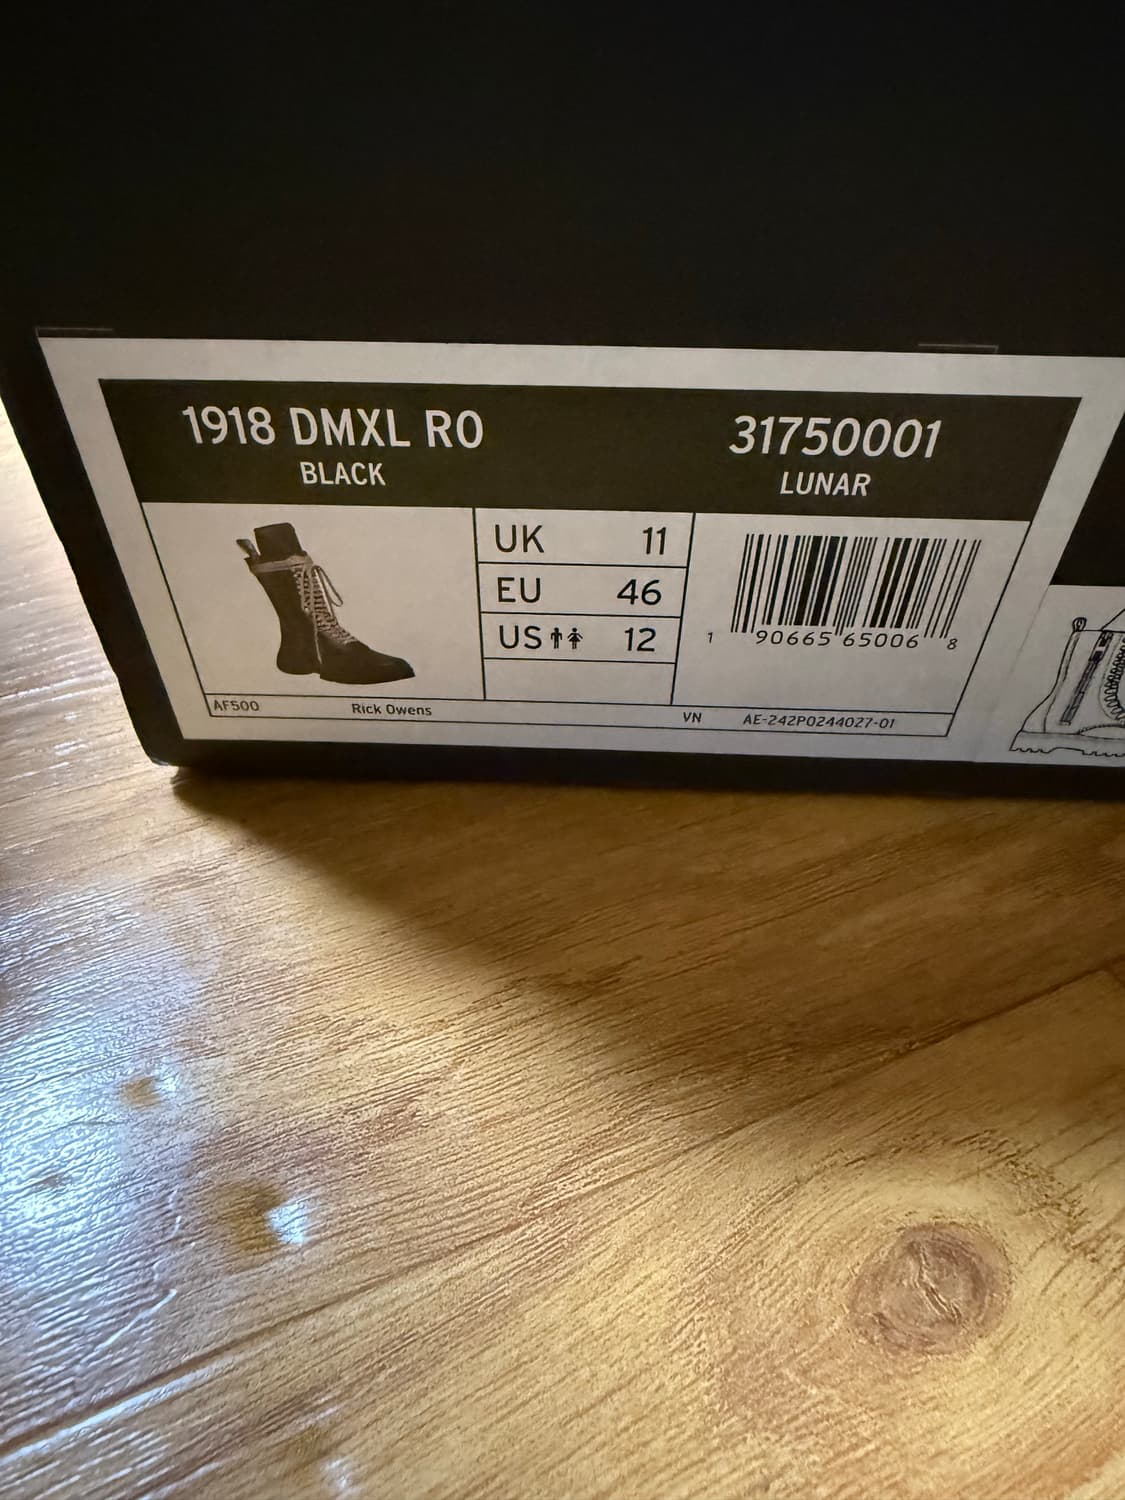 1918 DMXL RO
BLACK
31750001
LUNAR
UK 11
EU 46
US 12
1 90665 65006 8
AF500 Rick Owens VN AE-242P0244027-01